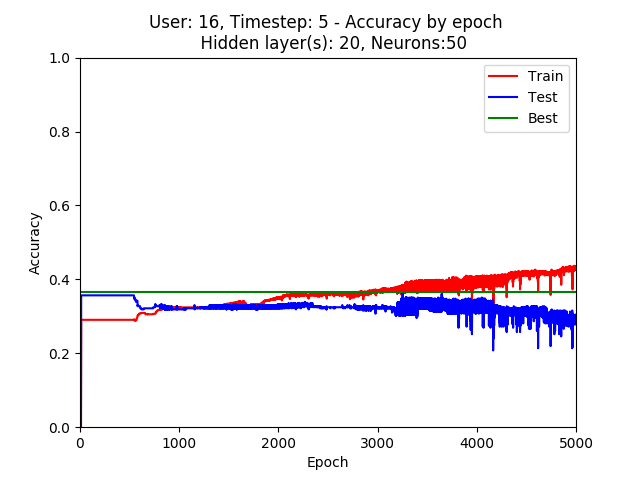 User: 16, Timestep: 5 - Accuracy by epoch
Hidden layer(s): 20, Neurons:50
1.0
0.8
0.6
0.4
0.2
0.0
Accuracy
Train
Test
Best
0 1000 2000 3000 4000 5000
Epoch